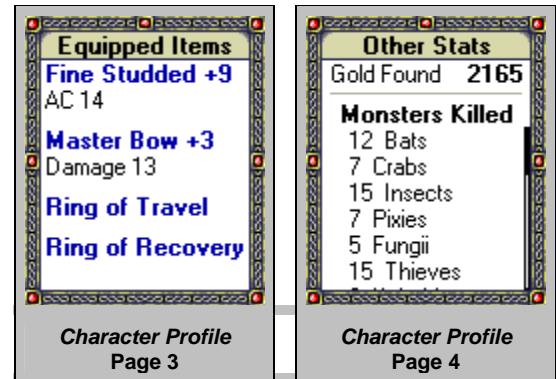 Equipped Items
Fine Studded +9
AC 14
Master Bow +3
Damage 13
Ring of Travel
Ring of Recovery
Character Profile
Page 3
Other Stats
Gold Found 2165
Monsters Killed
12 Bats
7 Crabs
15 Insects
7 Pixies
5 Fungii
15 Thieves
Character Profile
Page 4